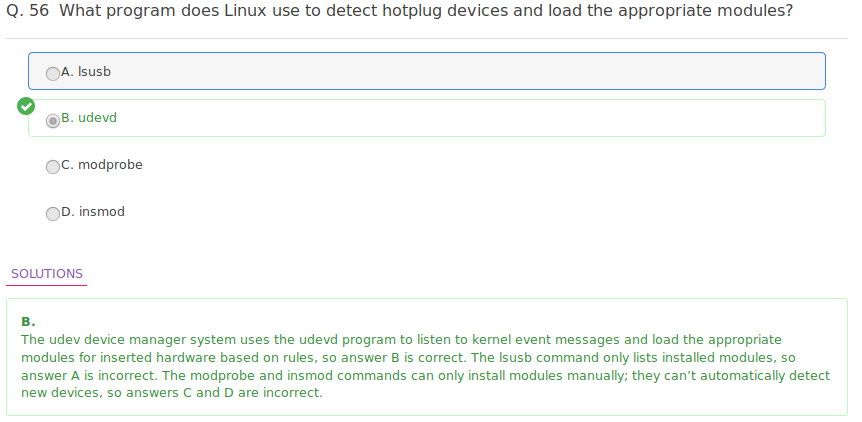 Q. 56 What program does Linux use to detect hotplug devices and load the appropriate modules?
A. lsusb
B. udevd
C. modprobe
D. insmod
SOLUTIONS
B.
The udev device manager system uses the udevd program to listen to kernel event messages and load the appropriate
modules for inserted hardware based on rules, so answer B is correct. The lsusb command only lists installed modules, so
answer A is incorrect. The modprobe and insmod commands can only install modules manually; they can’t automatically detect
new devices, so answers C and D are incorrect.